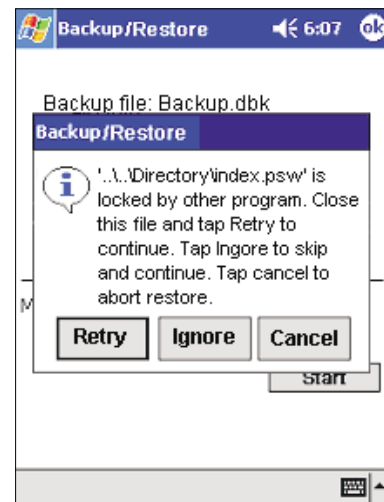 Backup/Restore 6:07 ok
Backup file: Backup.dbk
Backup/Restore
'..\..\Directory\index.psw' is
locked by other program. Close
this file and tap Retry to
continue. Tap Ingore to skip
and continue. Tap cancel to
abort restore.
M
Retry Ignore Cancel
Start